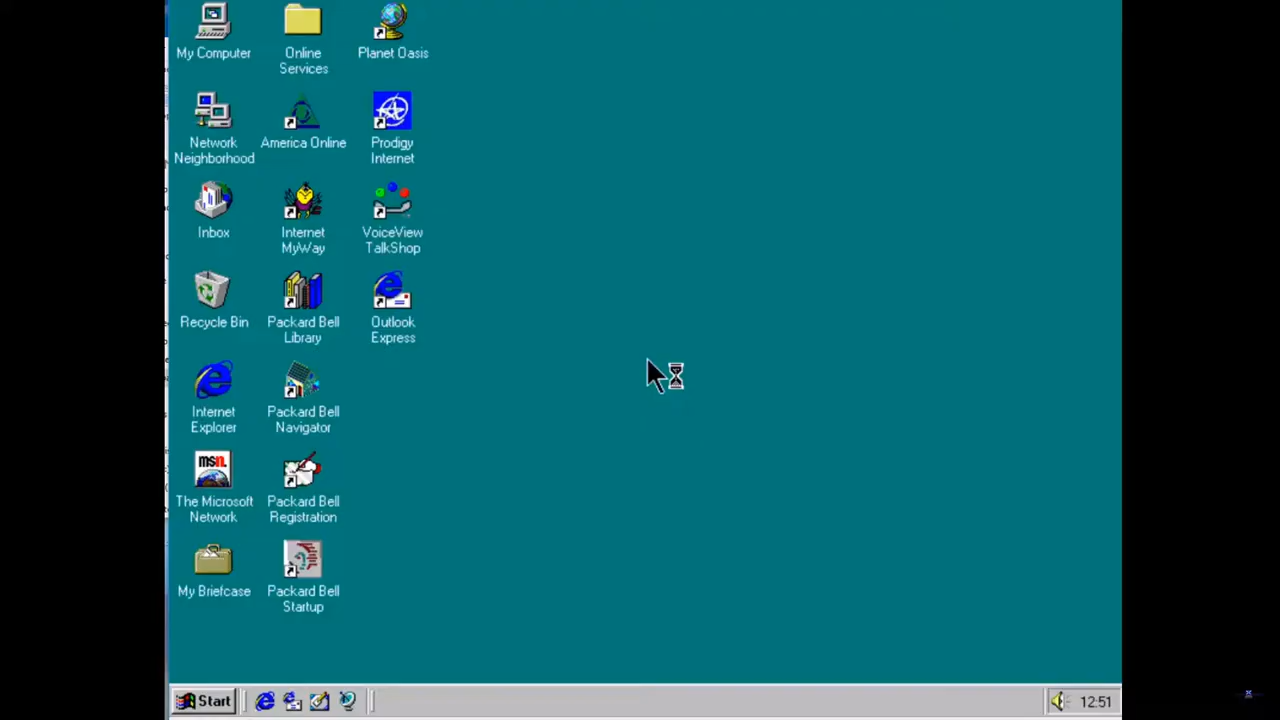 My Computer
Online
Services
Planet Oasis
Network
Neighborhood
America Online
Prodigy
Internet
Inbox
Internet
MyWay
VoiceView
TalkShop
Recycle Bin
Packard Bell
Library
Outlook
Express
Internet
Explorer
Packard Bell
Navigator
msn.
The Microsoft
Network
Packard Bell
Registration
My Briefcase
Packard Bell
Startup
Start
12:51